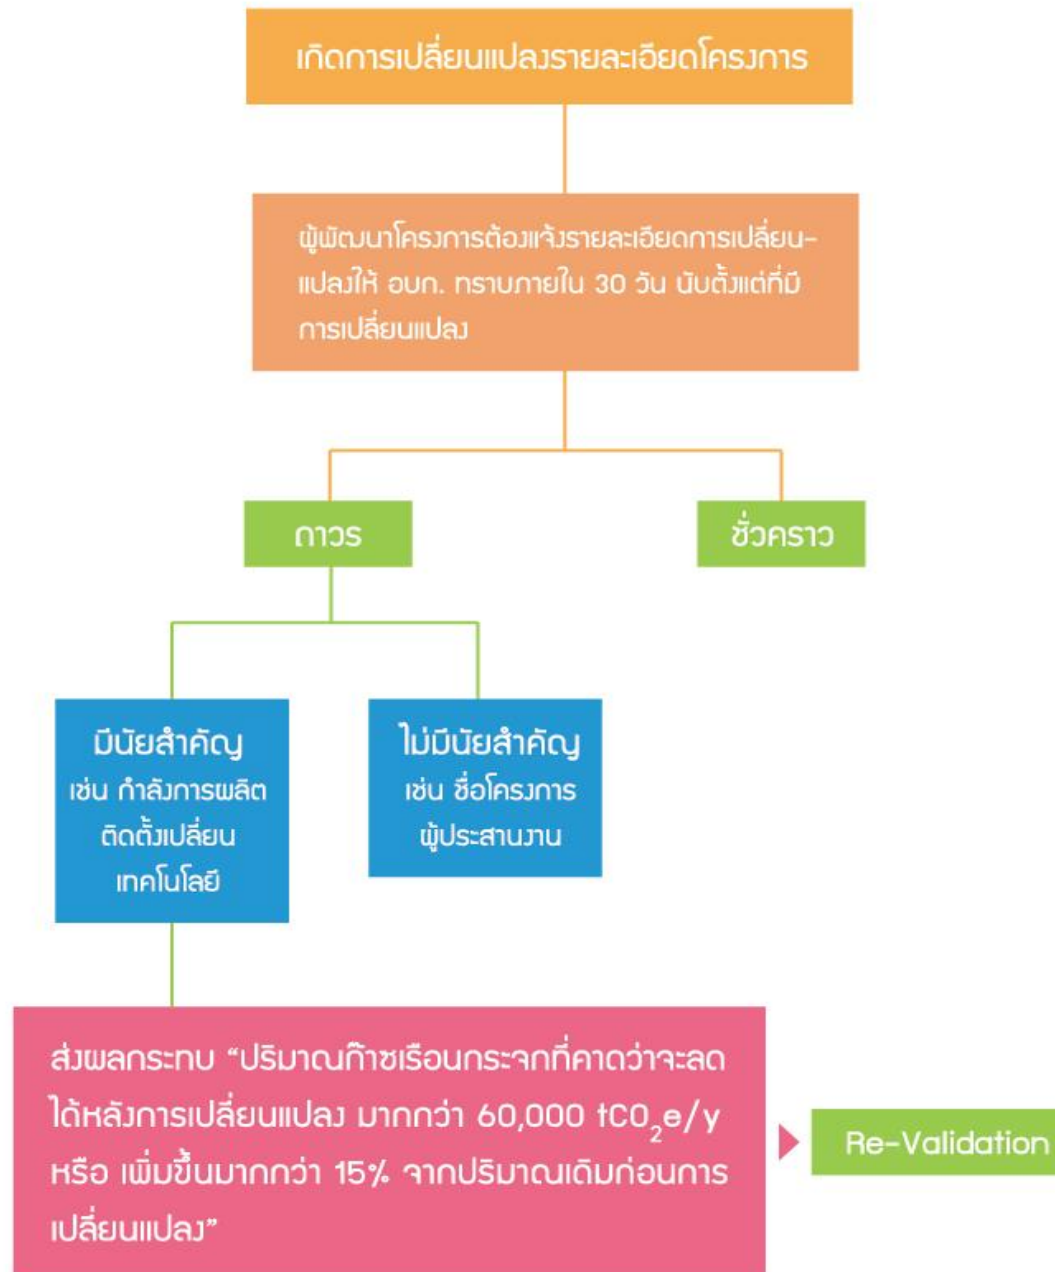 เกิดการเปลี่ยนแปลงรายละเอียดโครงการ
ผู้พัฒนาโครงการต้องแจ้งรายละเอียดการเปลี่ยน-
แปลงให้ อบก. ทราบภายใน 30 วัน นับตั้งแต่ที่มี
การเปลี่ยนแปลง
ถาวร
ชั่วคราว
มีนัยสำคัญ
เช่น กำลังการผลิต
ติดตั้งเปลี่ยน
เทคโนโลยี
ไม่มีนัยสำคัญ
เช่น ชื่อโครงการ
ผู้ประสานงาน
ส่งผลกระทบ “ปริมาณก๊าซเรือนกระจกที่คาดว่าจะลด
ได้หลังการเปลี่ยนแปลง มากกว่า 60,000 tCO₂e/y
หรือ เพิ่มขึ้นมากกว่า 15% จากปริมาณเดิมก่อนการ
เปลี่ยนแปลง”
Re-Validation